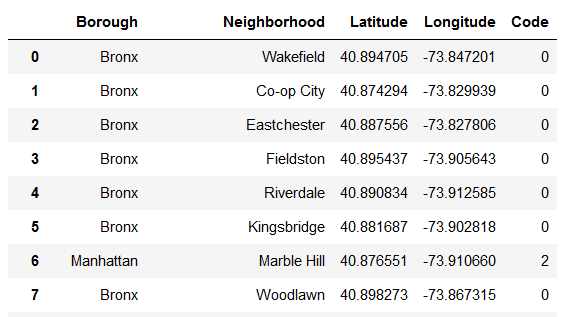 Borough Neighborhood Latitude Longitude Code
0 Bronx Wakefield 40.894705 -73.847201 0
1 Bronx Co-op City 40.874294 -73.829939 0
2 Bronx Eastchester 40.887556 -73.827806 0
3 Bronx Fieldston 40.895437 -73.905643 0
4 Bronx Riverdale 40.890834 -73.912585 0
5 Bronx Kingsbridge 40.881687 -73.902818 0
6 Manhattan Marble Hill 40.876551 -73.910660 2
7 Bronx Woodlawn 40.898273 -73.867315 0